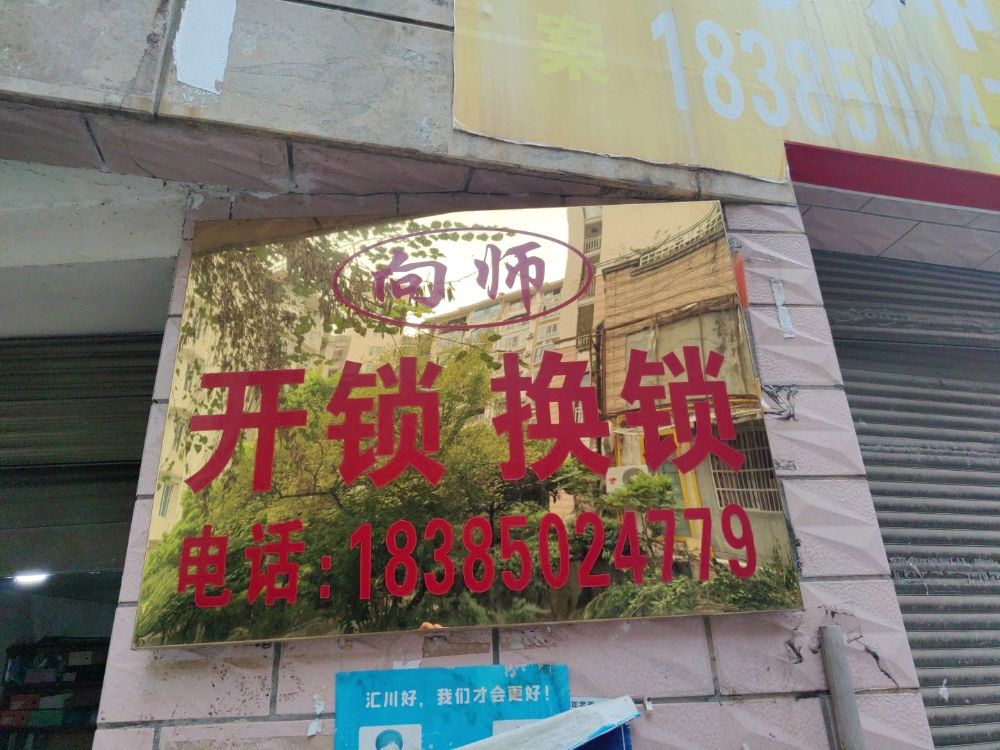 案
18385024
向师
开锁 换锁
电话:18385024779
汇川好，我们才会更好！